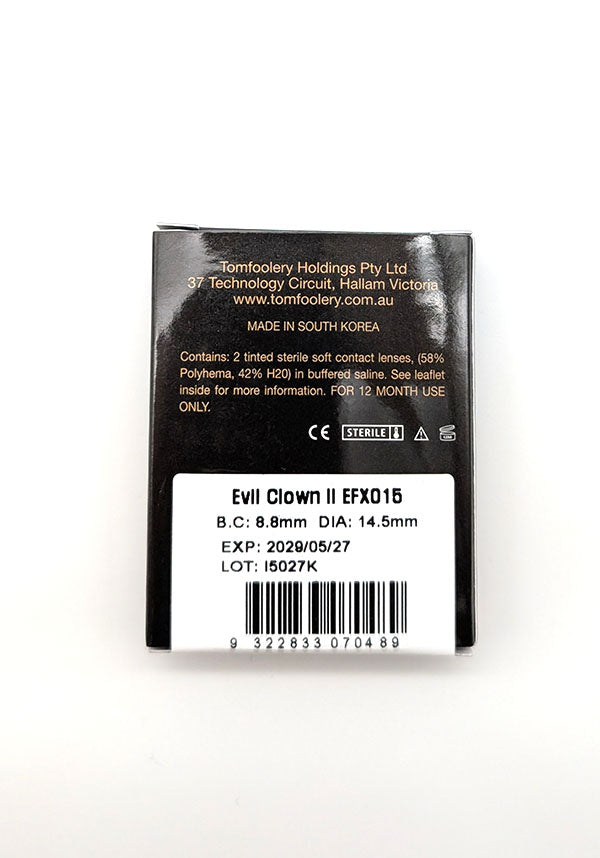 Tomfoolery Holdings Pty Ltd
37 Technology Circuit, Hallam Victoria
www.tomfoolery.com.au
MADE IN SOUTH KOREA
Contains: 2 tinted sterile soft contact lenses, (58%
Polyhema, 42% H20) in buffered saline. See leaflet
inside for more information. FOR 12 MONTH USE
ONLY.
CE STERILE 12M
Evil Clown II EFX015
B.C: 8.8mm DIA: 14.5mm
EXP: 2029/05/27
LOT: I5027K
9 322833 070489